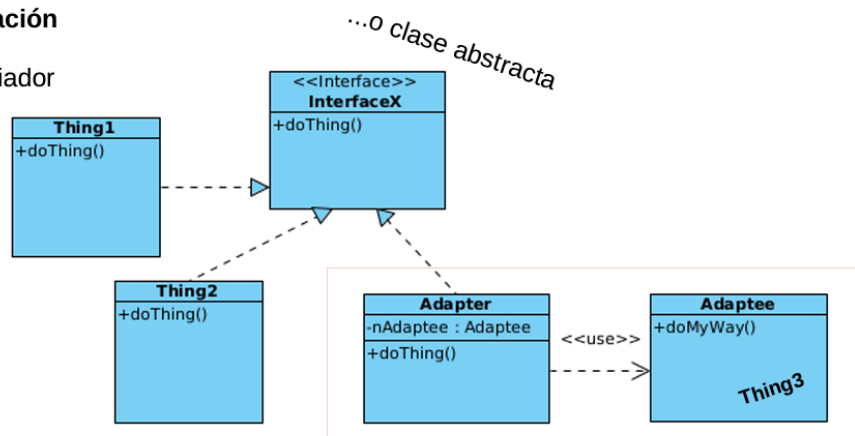 ación
...o clase abstracta
iador
<<Interface>>
InterfaceX
+doThing()
Thing1
+doThing()
Thing2
+doThing()
Adapter
-nAdaptee : Adaptee
+doThing()
<<use>>
Adaptee
+doMyWay()
Thing3